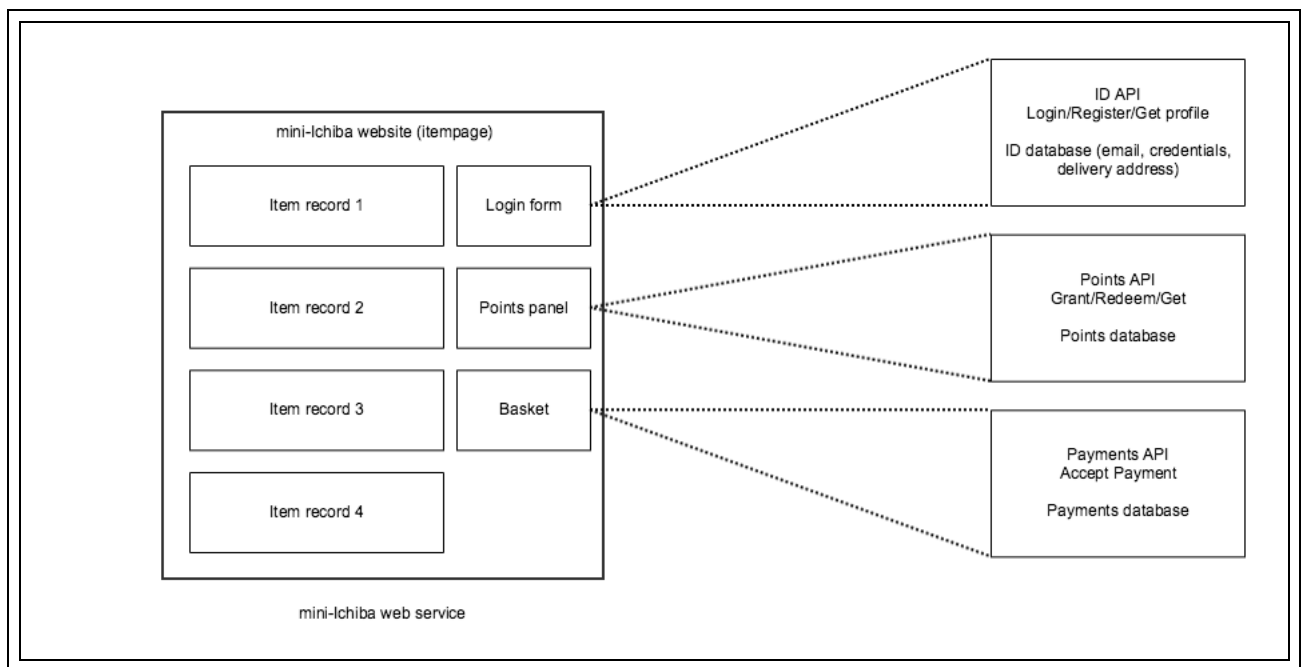 mini-Ichiba website (itempage)
Item record 1
Login form
Item record 2
Points panel
Item record 3
Basket
Item record 4
mini-Ichiba web service
ID API
Login/Register/Get profile
ID database (email, credentials,
delivery address)
Points API
Grant/Redeem/Get
Points database
Payments API
Accept Payment
Payments database